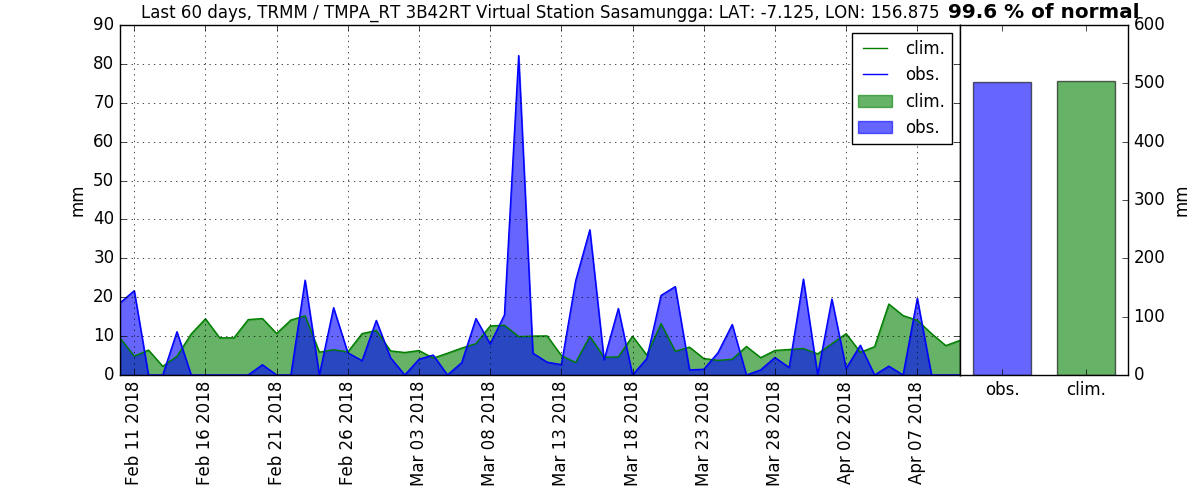 Last 60 days, TRMM / TMPA_RT 3B42RT Virtual Station Sasamungga: LAT: -7.125, LON: 156.875
99.6 % of normal
90
80
70
60
50
40
30
20
10
0
mm
clim.
obs.
clim.
obs.
Feb 11 2018
Feb 16 2018
Feb 21 2018
Feb 26 2018
Mar 03 2018
Mar 08 2018
Mar 13 2018
Mar 18 2018
Mar 23 2018
Mar 28 2018
Apr 02 2018
Apr 07 2018
600
500
400
300
200
100
0
mm
obs.
clim.